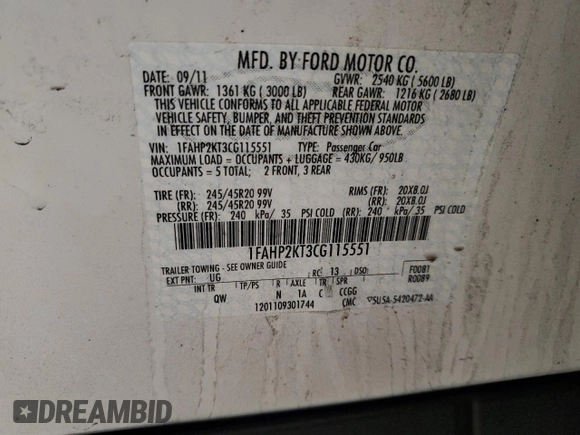 MFD. BY FORD MOTOR CO.
DATE: 09/11 GVWR: 2540 KG ( 5600 LB)
FRONT GAWR: 1361 KG ( 3000 LB) REAR GAWR: 1216 KG ( 2680 LB)
THIS VEHICLE CONFORMS TO ALL APPLICABLE FEDERAL MOTOR
VEHICLE SAFETY, BUMPER, AND THEFT PREVENTION STANDARDS
IN EFFECT ON THE DATE OF MANUFACTURE SHOWN ABOVE.
VIN: 1FAHP2KT3CG115551 TYPE: Passenger Car
MAXIMUM LOAD = OCCUPANTS + LUGGAGE = 430KG/ 950LB
OCCUPANTS = 5 TOTAL; 2 FRONT, 3 REAR
TIRE (FR): 245/45R20 99V RIMS (FR): 20X8.0J
(RR): 245/45R20 99V (RR): 20X8.0J
PRESSURE (FR): 240 kPa/ 35 PSI COLD (RR): 240 kPa/ 35 PSI COLD
1FAHP2KT3CG115551
TRAILER TOWING - SEE OWNER GUIDE
EXT PNT: UG RC: 13 DSO: F0081
R0089
INT TR TP/PS R AXLE TR SPR
QW N 1A C CCGG
1201109301744 CMC 5U5A-5420472-AA
DREAMBID